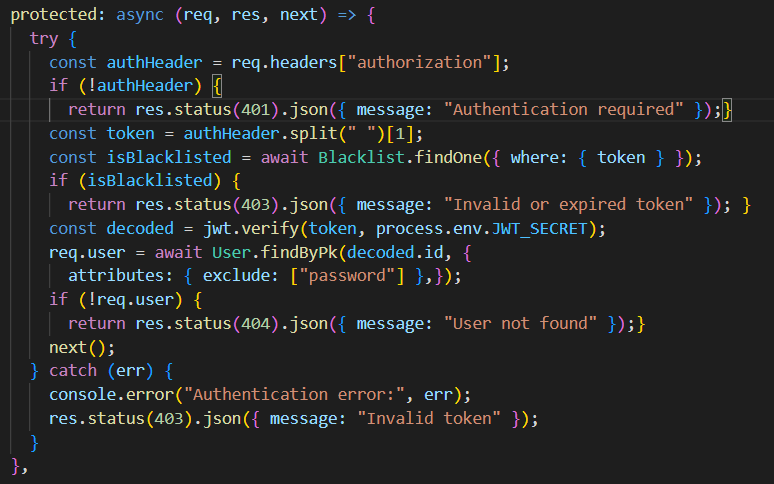 protected: async (req, res, next) => {
  try {
    const authHeader = req.headers["authorization"];
    if (!authHeader) {
      return res.status(401).json({ message: "Authentication required" });}
    const token = authHeader.split(" ")[1];
    const isBlacklisted = await Blacklist.findOne({ where: { token } });
    if (isBlacklisted) {
      return res.status(403).json({ message: "Invalid or expired token" }); }
    const decoded = jwt.verify(token, process.env.JWT_SECRET);
    req.user = await User.findByPk(decoded.id, {
      attributes: { exclude: ["password"] },});
    if (!req.user) {
      return res.status(404).json({ message: "User not found" });}
    next();
  } catch (err) {
    console.error("Authentication error:", err);
    res.status(403).json({ message: "Invalid token" });
  }
},